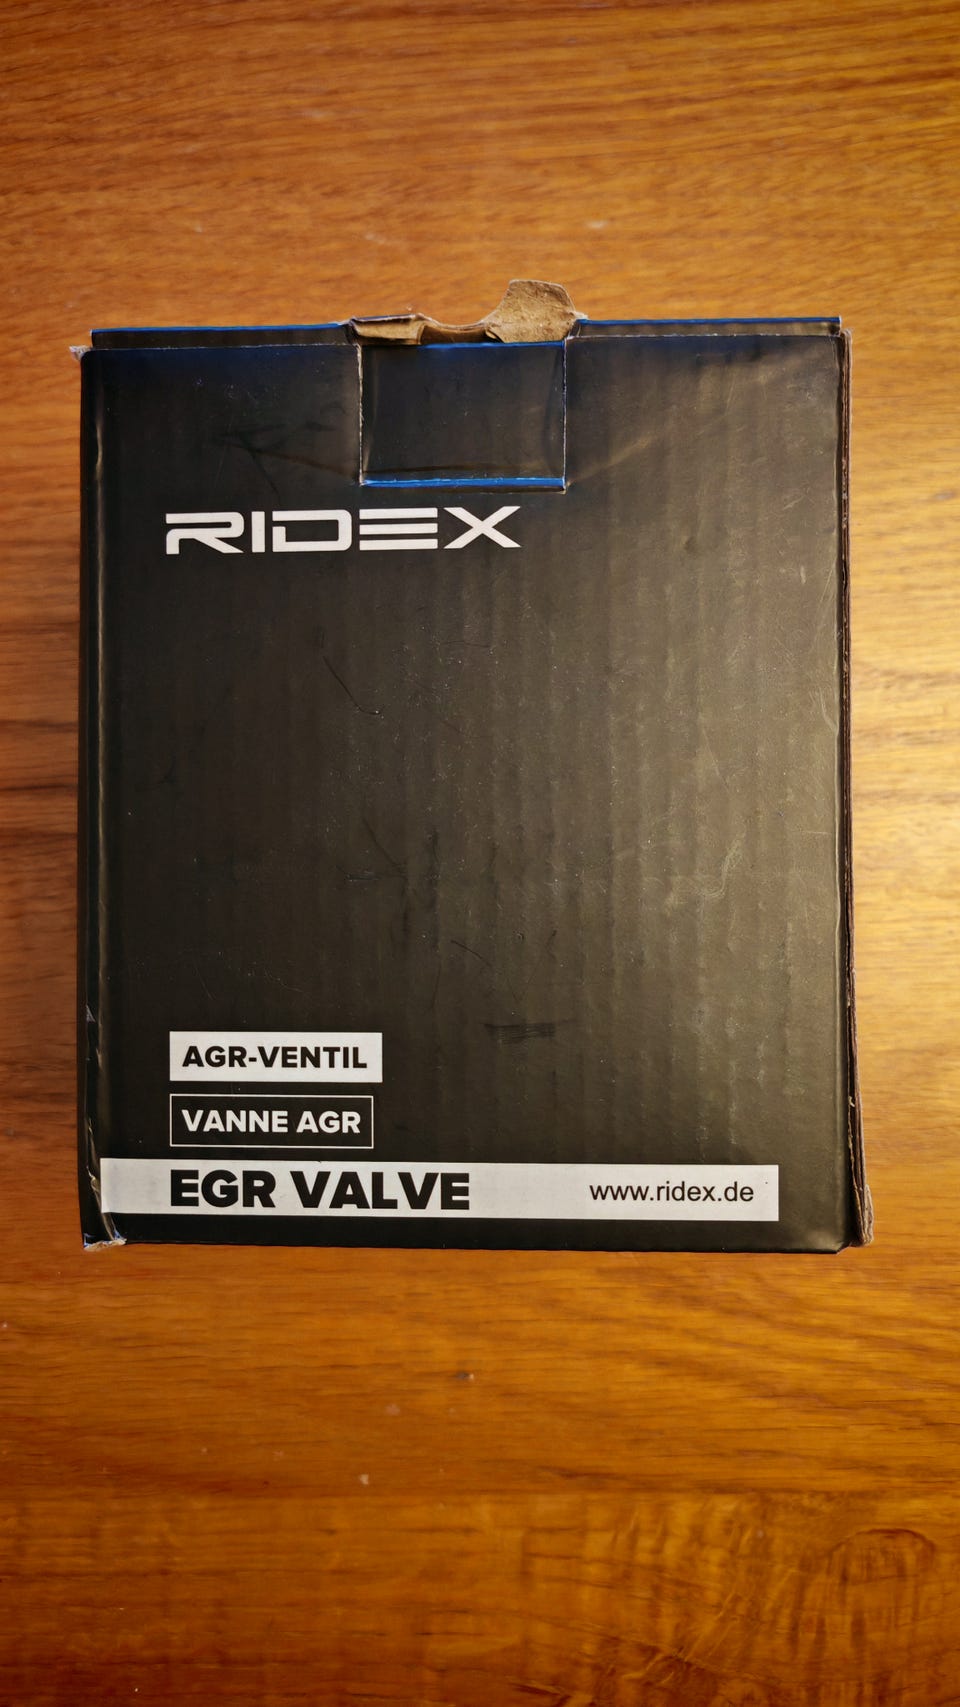 RIDEX
AGR-VENTIL
VANNE AGR
EGR VALVE www.ridex.de